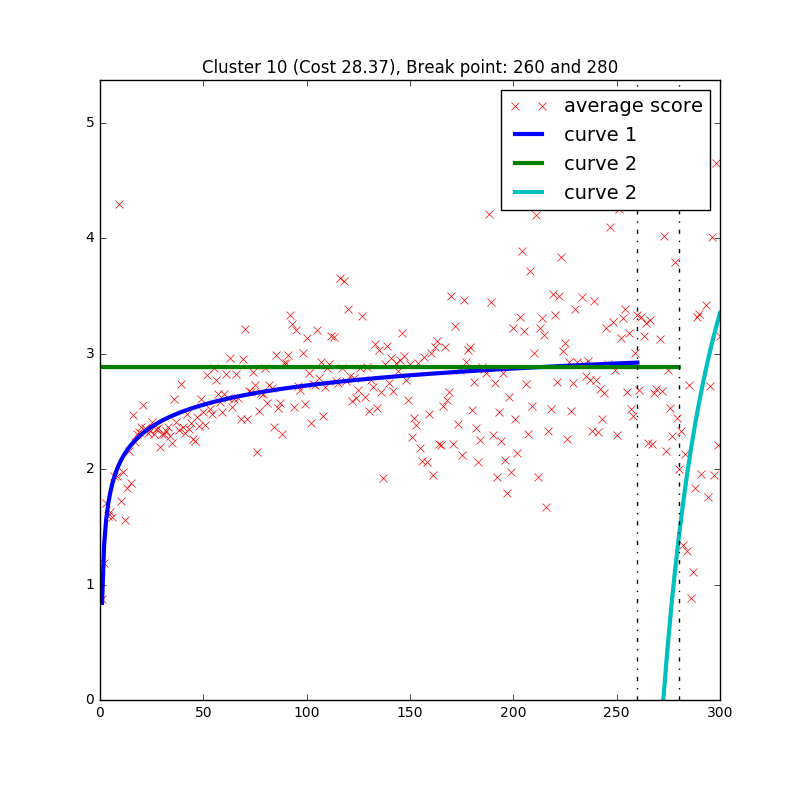 Cluster 10 (Cost 28.37), Break point: 260 and 280
average score
curve 1
curve 2
curve 2
5
4
3
2
1
0
0 50 100 150 200 250 300